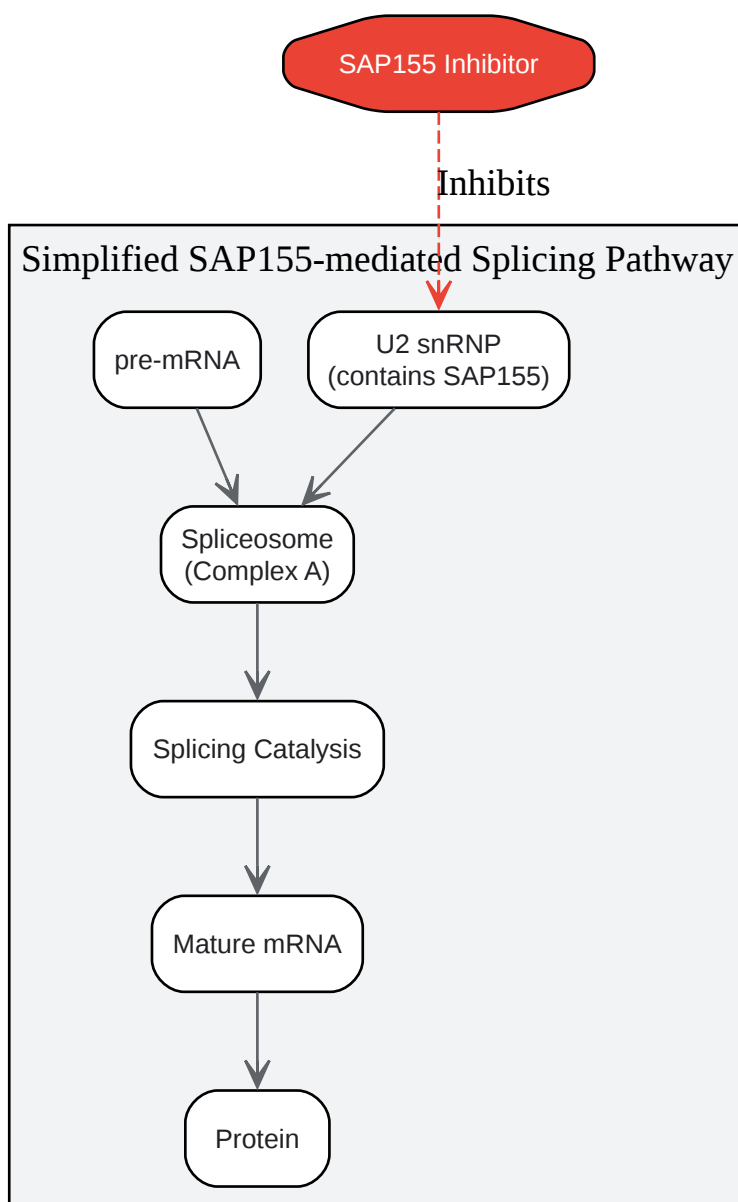 SAP155 Inhibitor
Inhibits
Simplified SAP155-mediated Splicing Pathway
pre-mRNA
U2 snRNP
(contains SAP155)
Spliceosome
(Complex A)
Splicing Catalysis
Mature mRNA
Protein